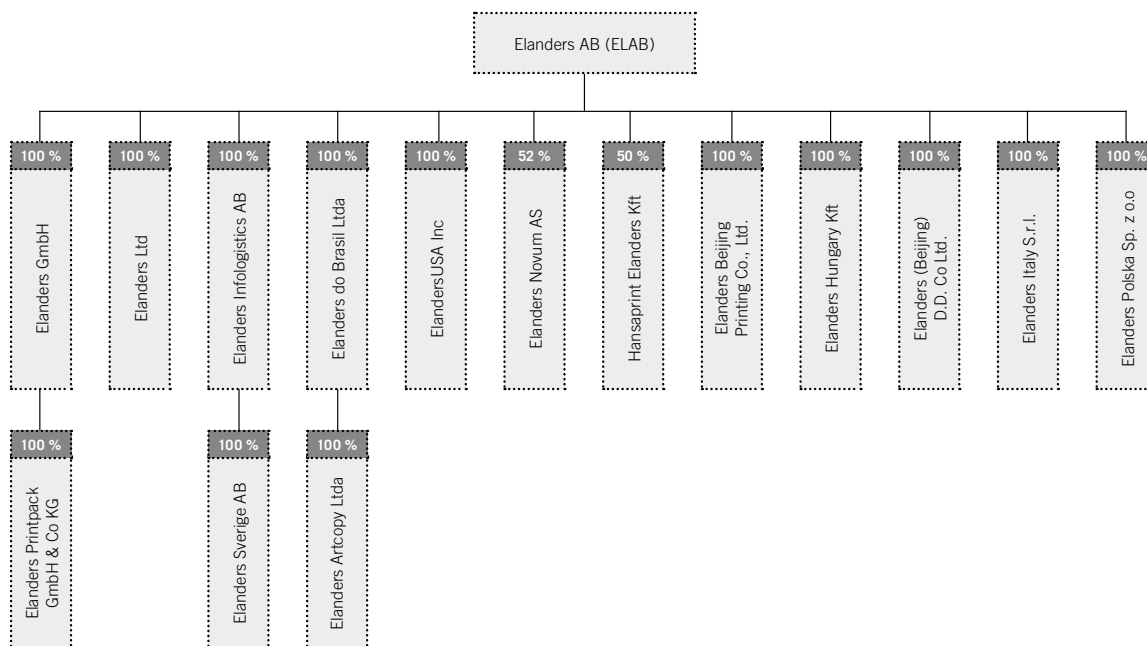 Elanders AB (ELAB)
100 %
Elanders GmbH
100 %
Elanders Ltd
100 %
Elanders Infologistics AB
100 %
Elanders do Brasil Ltda
100 %
ElandersUSA Inc
52 %
Elanders Novum AS
50 %
Hansaprint Elanders Kft
100 %
Elanders Beijing
Printing Co., Ltd.
100 %
Elanders Hungary Kft
100 %
Elanders (Beijing)
D.D. Co Ltd.
100 %
Elanders Italy S.r.l.
100 %
Elanders Polska Sp. z o.o
100 %
Elanders Printpack
GmbH & Co KG
100 %
Elanders Sverige AB
100 %
Elanders Artcopy Ltda